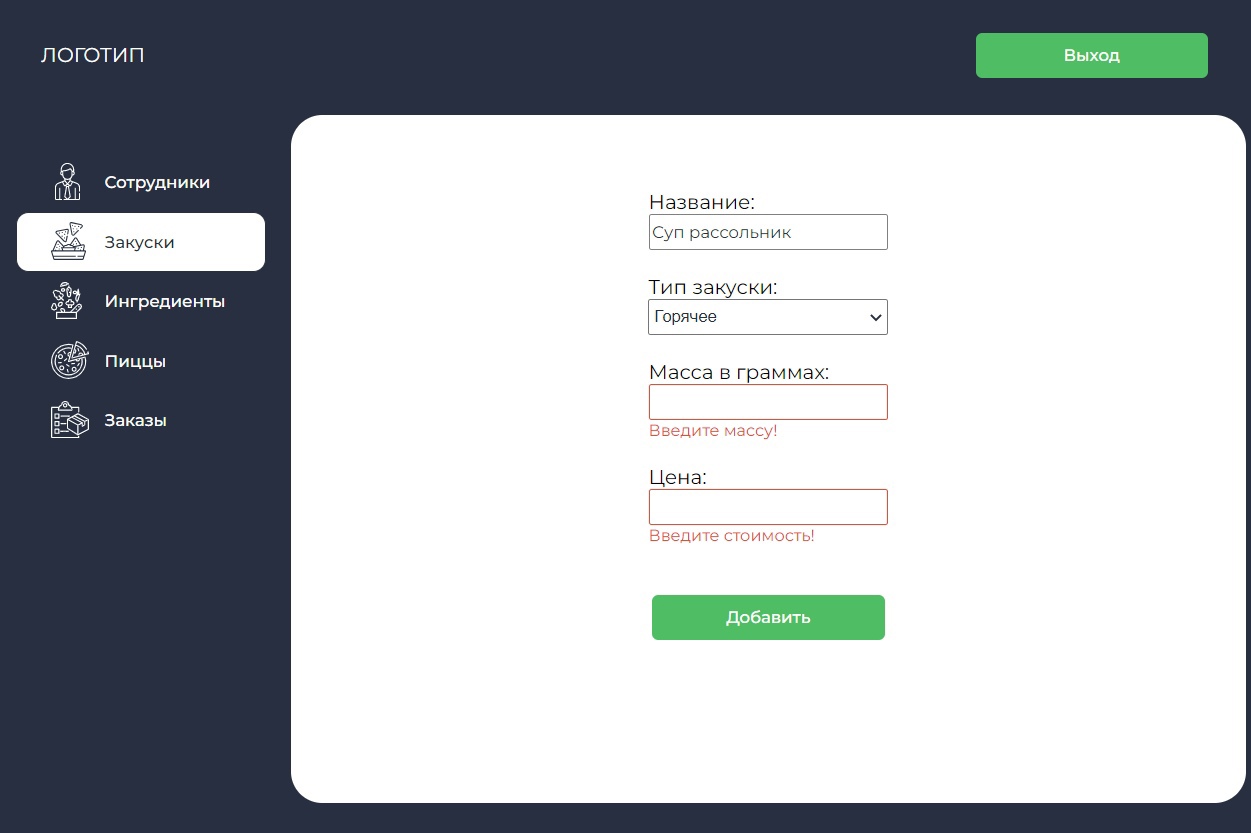 ЛОГОТИП
Выход
Сотрудники
Закуски
Ингредиенты
Пиццы
Заказы
Название:
Суп рассольник
Тип закуски:
Горячее
Масса в граммах:
Введите массу!
Цена:
Введите стоимость!
Добавить